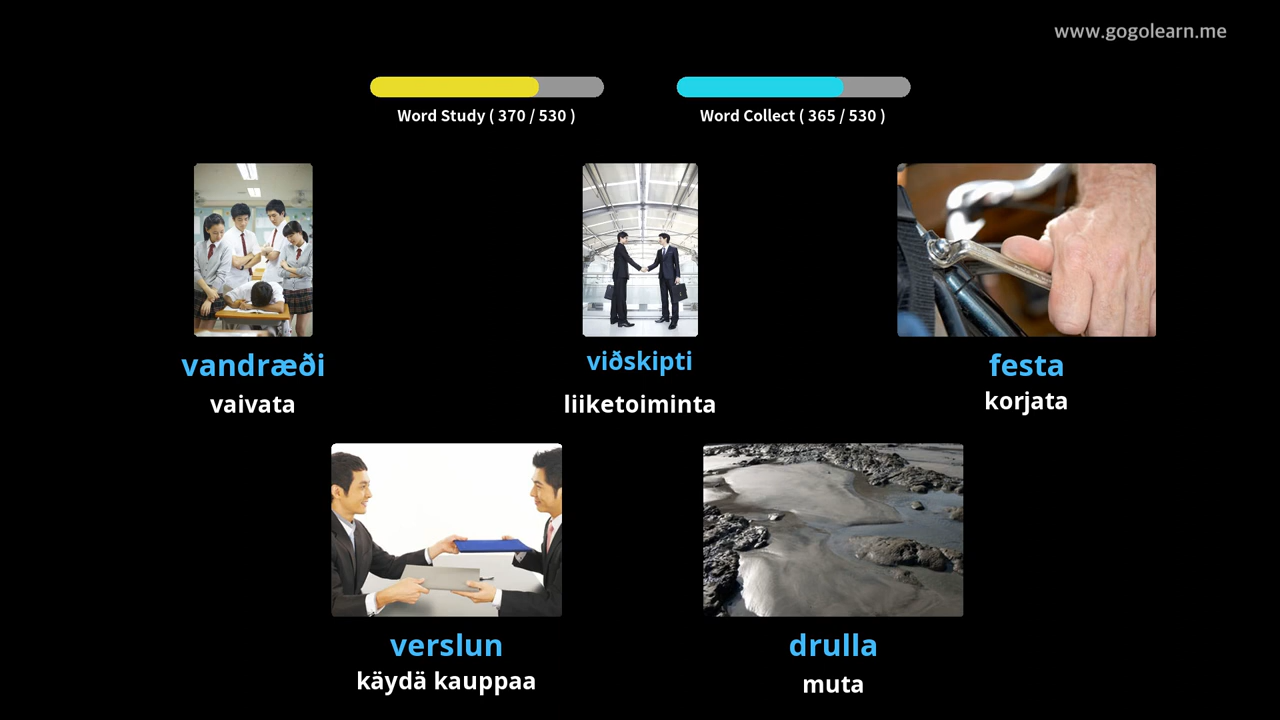 www.gogolearn.me
Word Study ( 370 / 530 )
Word Collect ( 365 / 530 )
vandræði
vaivata
viðskipti
liiketoiminta
festa
korjata
verslun
käydä kauppaa
drulla
muta